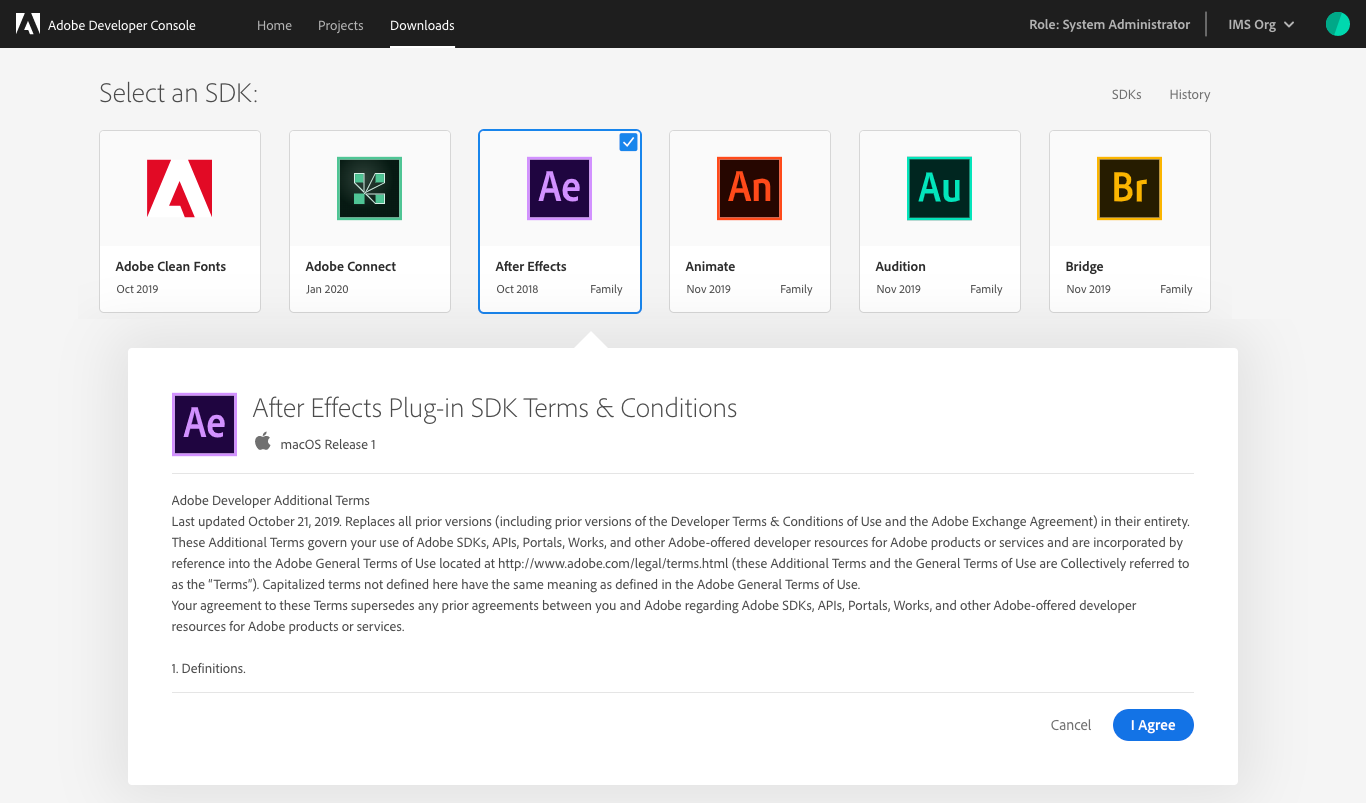 Adobe Developer Console
Home
Projects
Downloads
Role: System Administrator
IMS Org
Select an SDK:
SDKs
History
Ae
An
Au
Br
Adobe Clean Fonts
Oct 2019
Adobe Connect
Jan 2020
After Effects
Oct 2018
Family
Animate
Nov 2019
Family
Audition
Nov 2019
Family
Bridge
Nov 2019
Family
Ae
After Effects Plug-in SDK Terms & Conditions
macOS Release 1
Adobe Developer Additional Terms
Last updated October 21, 2019. Replaces all prior versions (including prior versions of the Developer Terms & Conditions of Use and the Adobe Exchange Agreement) in their entirety.
These Additional Terms govern your use of Adobe SDKs, APIs, Portals, Works, and other Adobe-offered developer resources for Adobe products or services and are incorporated by
reference into the Adobe General Terms of Use located at http://www.adobe.com/legal/terms.html (these Additional Terms and the General Terms of Use are Collectively referred to
as the "Terms"). Capitalized terms not defined here have the same meaning as defined in the Adobe General Terms of Use.
Your agreement to these Terms supersedes any prior agreements between you and Adobe regarding Adobe SDKs, APIs, Portals, Works, and other Adobe-offered developer
resources for Adobe products or services.
1. Definitions.
Cancel
I Agree